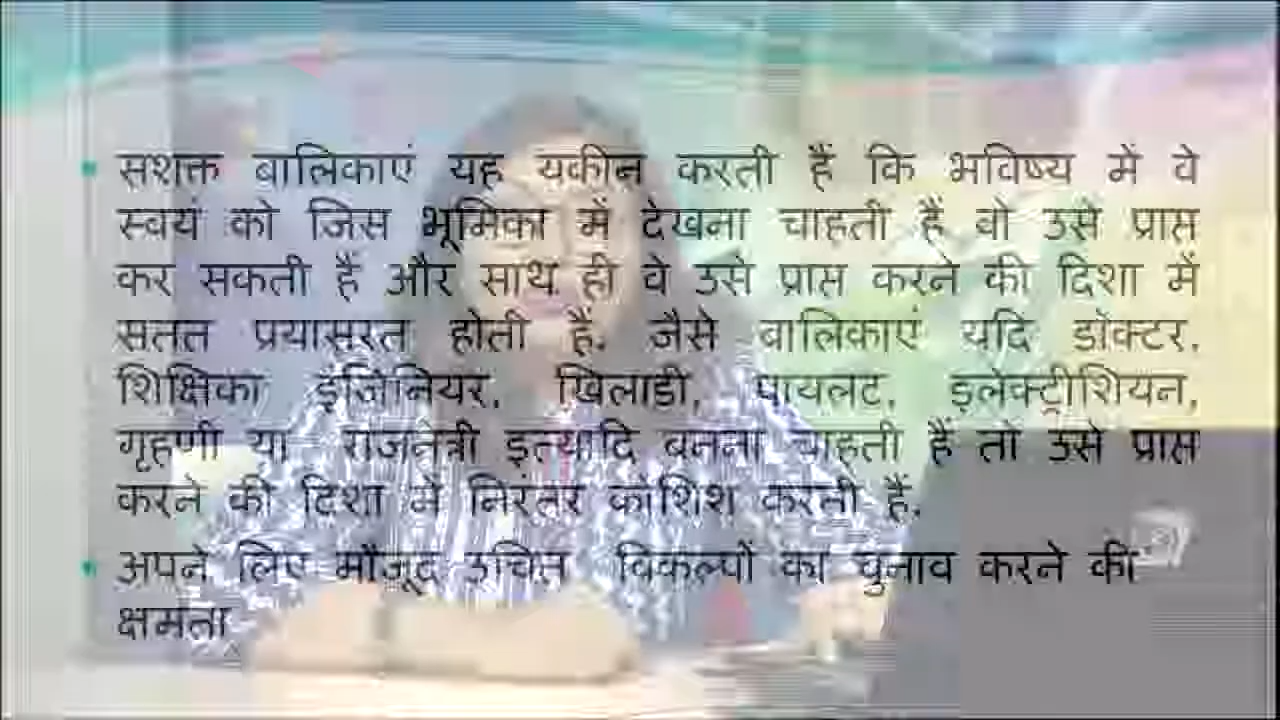 सशक्त बालिकाएं यह यकीन करती हैं कि भविष्य में वे
स्वयं को जिस भूमिका में देखना चाहती हैं वो उसे प्राप्त
कर सकती हैं और साथ ही वे उसे प्राप्त करने की दिशा में
सतत प्रयासरत होती हैं. जैसे बालिकाएं यदि डॉक्टर,
शिक्षिका इंजिनियर, खिलाडी, पायलट, इलेक्ट्रीशियन,
गृहणी या राजनेत्री इत्यादि बनना चाहती हैं तो उसे प्राप्त
करने की दिशा में निरंतर कोशिश करती हैं.
अपने लिए मौजूद उचित विकल्पों का चुनाव करने की
क्षमता